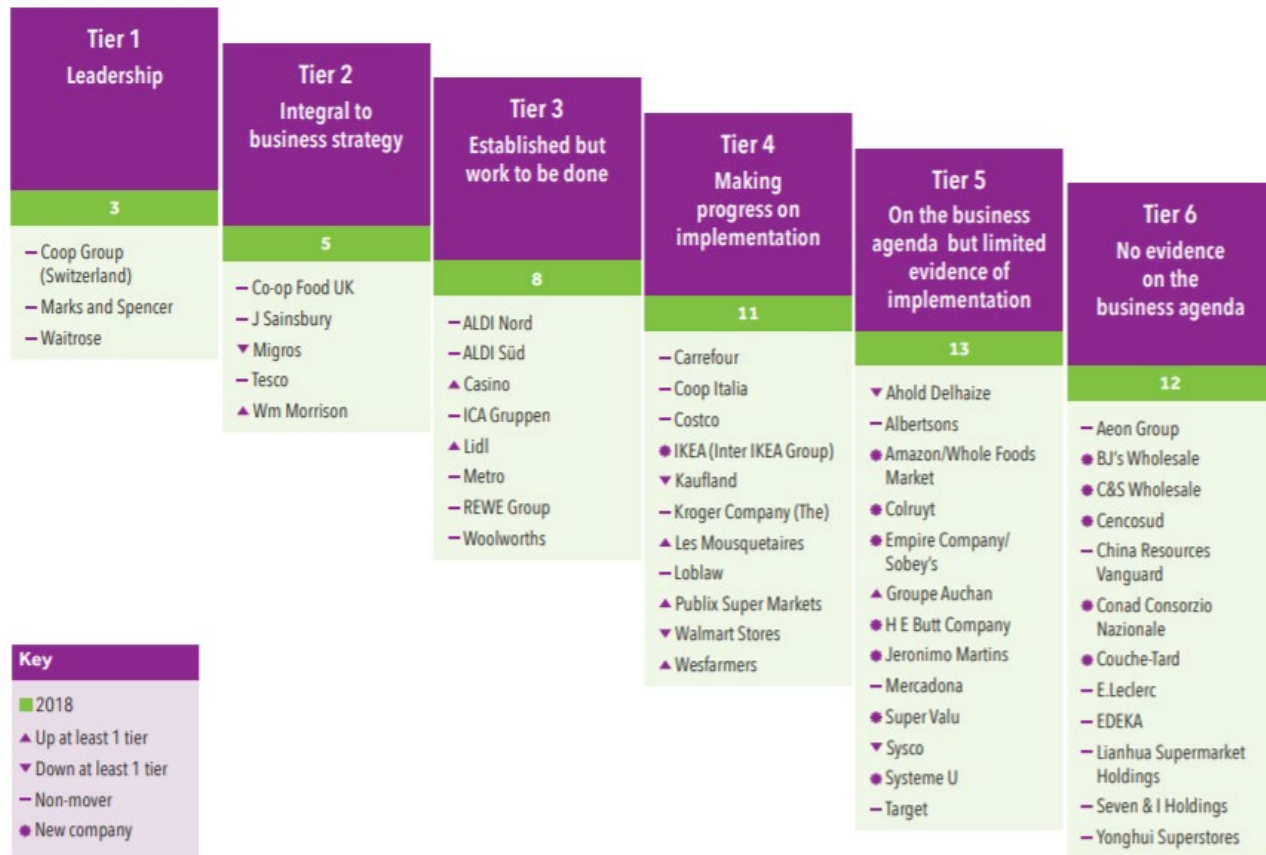 Tier 1
Leadership
3
Coop Group
(Switzerland)
Marks and Spencer
Waitrose
Tier 2
Integral to
business strategy
5
Co-op Food UK
J Sainsbury
Migros
Tesco
Wm Morrison
Tier 3
Established but
work to be done
8
ALDI Nord
ALDI Süd
Casino
ICA Gruppen
Lidl
Metro
REWE Group
Woolworths
Tier 4
Making
progress on
implementation
11
Carrefour
Coop Italia
Costco
IKEA (Inter IKEA Group)
Kaufland
Kroger Company (The)
Les Mousquetaires
Loblaw
Publix Super Markets
Walmart Stores
Wesfarmers
Tier 5
On the business
agenda but limited
evidence of
implementation
13
Ahold Delhaize
Albertsons
Amazon/Whole Foods
Market
Colruyt
Empire Company/
Sobey's
Groupe Auchan
H E Butt Company
Jeronimo Martins
Mercadona
Super Valu
Sysco
Systeme U
Target
Tier 6
No evidence
on the
business agenda
12
Aeon Group
BJ's Wholesale
C&S Wholesale
Cencosud
China Resources
Vanguard
Conad Consorzio
Nazionale
Couche-Tard
E.Leclerc
EDEKA
Lianhua Supermarket
Holdings
Seven & I Holdings
Yonghui Superstores
Key
2018
Up at least 1 tier
Down at least 1 tier
Non-mover
New company